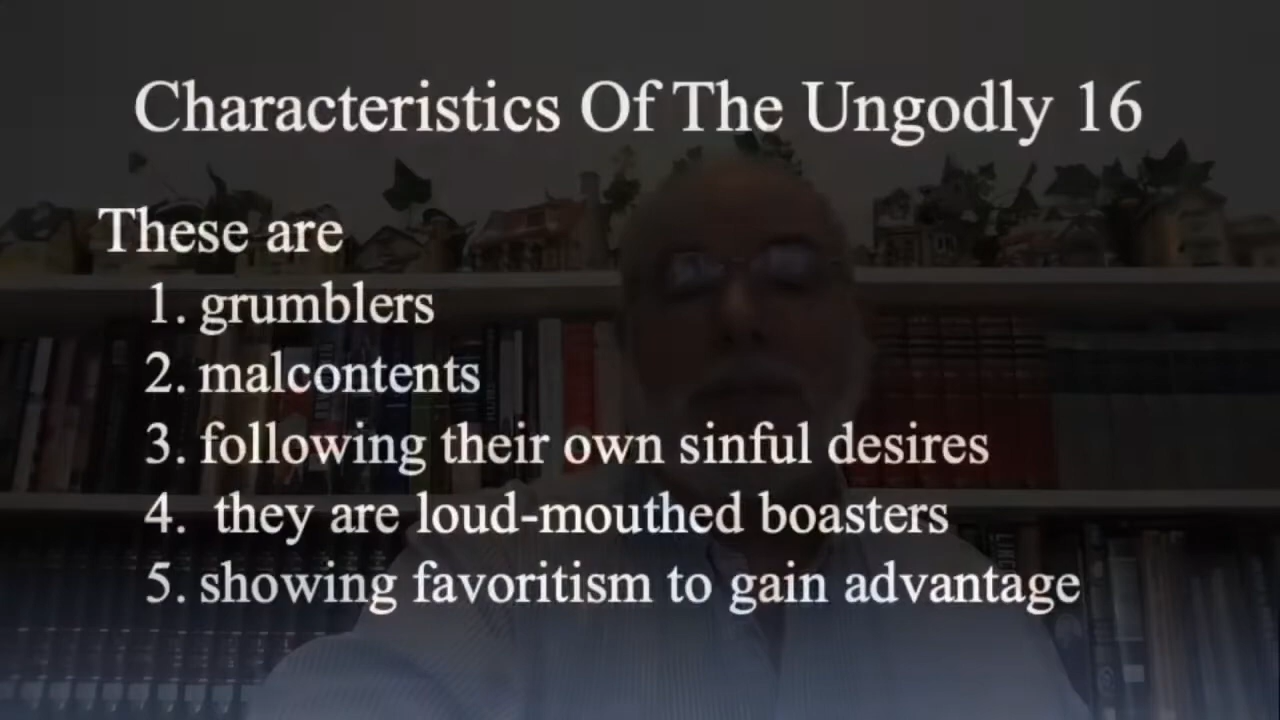 Characteristics Of The Ungodly 16
These are
1. grumblers
2. malcontents
3. following their own sinful desires
4. they are loud-mouthed boasters
5. showing favoritism to gain advantage